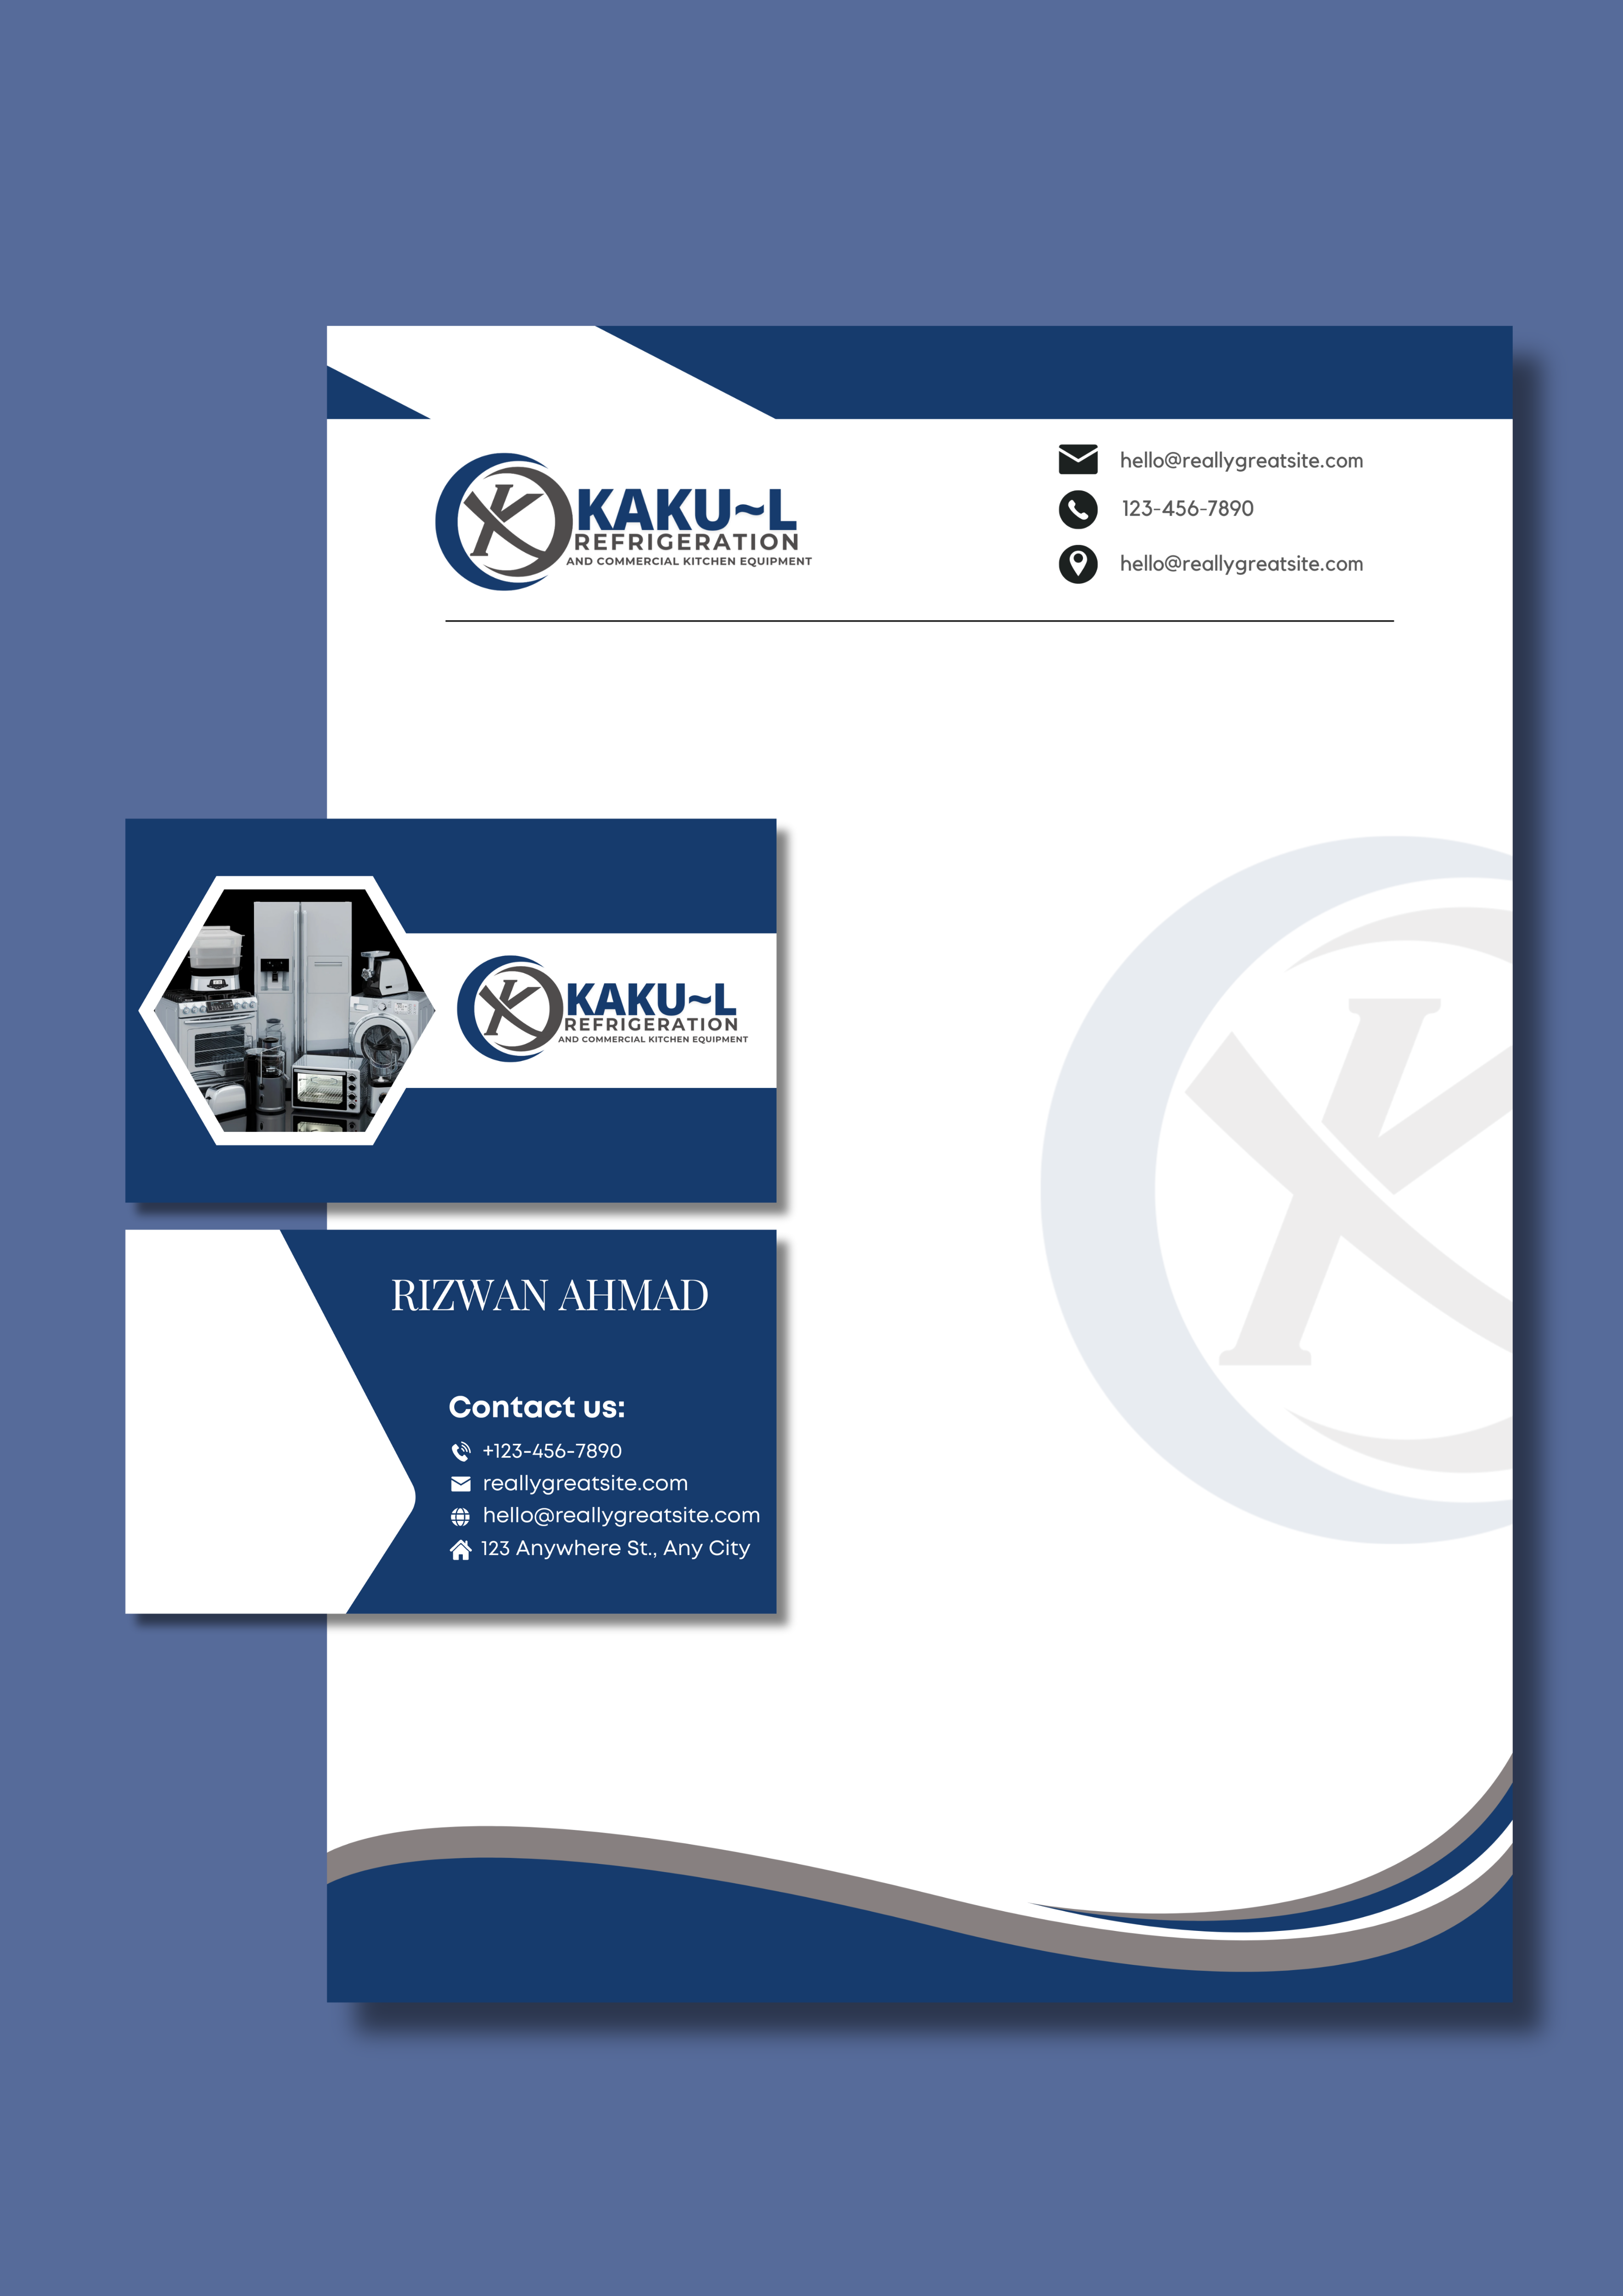 KAKU~L
REFRIGERATION
AND COMMERCIAL KITCHEN EQUIPMENT
hello@reallygreatsite.com
123-456-7890
hello@reallygreatsite.com
KAKU~L
REFRIGERATION
AND COMMERCIAL KITCHEN EQUIPMENT
RIZWAN AHMAD
Contact us:
+123-456-7890
reallygreatsite.com
hello@reallygreatsite.com
123 Anywhere St., Any City